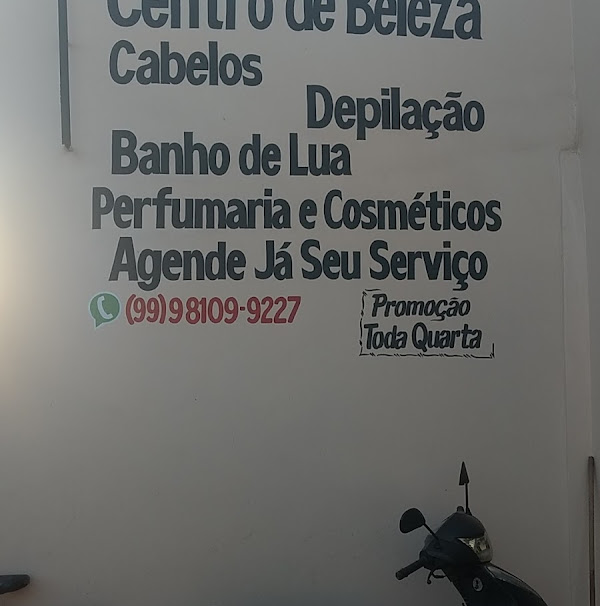 Centro de Beleza
Cabelos
Depilação
Banho de Lua
Perfumaria e Cosméticos
Agende Já Seu Serviço
(99)98109-9227
Promoção
Toda Quarta